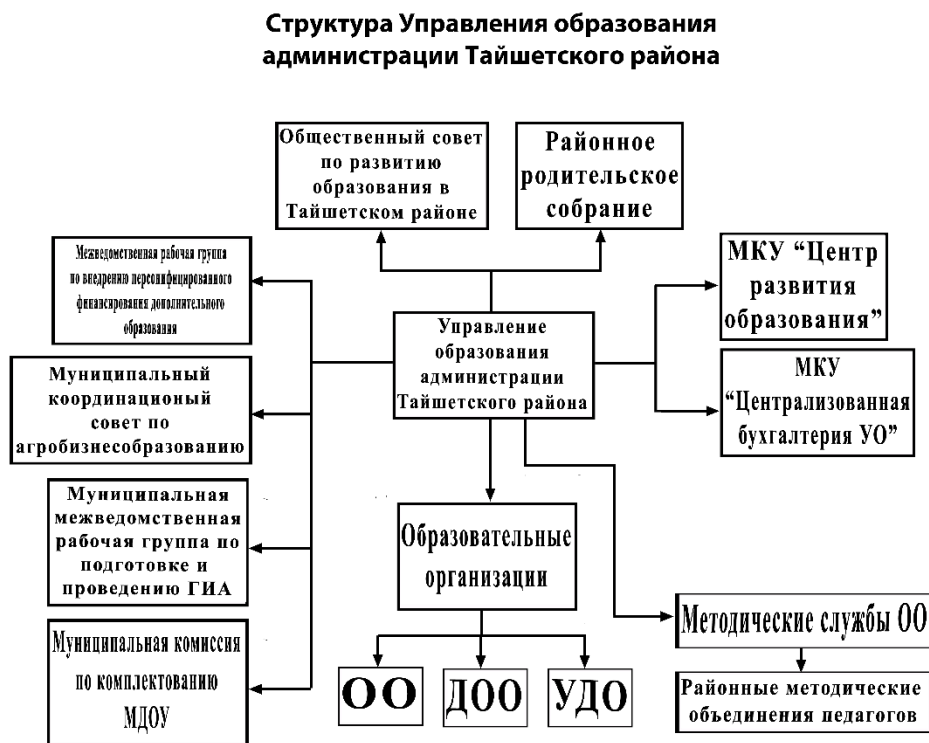 Структура Управления образования
администрации Тайшетского района
Общественный совет
по развитию
образования в
Тайшетском районе
Районное
родительское
собрание
Межведомственная рабочая группа
по внедрению персонифицированного
финансирования дополнительного
образования
МКУ “Центр
развития
образования”
Управление
образования
администрации
Тайшетского района
Муниципальный
координационый
совет по
агробизнесобразованию
МКУ
“Централизованная
бухгалтерия УО”
Муниципальная
межведомственная
рабочая группа по
подготовке и
проведению ГИА
Образовательные
организации
Методические службы ОО
Муниципальная комиссия
по комплектованию
МДОУ
ОО
ДОО
УДО
Районные методические
объединения педагогов